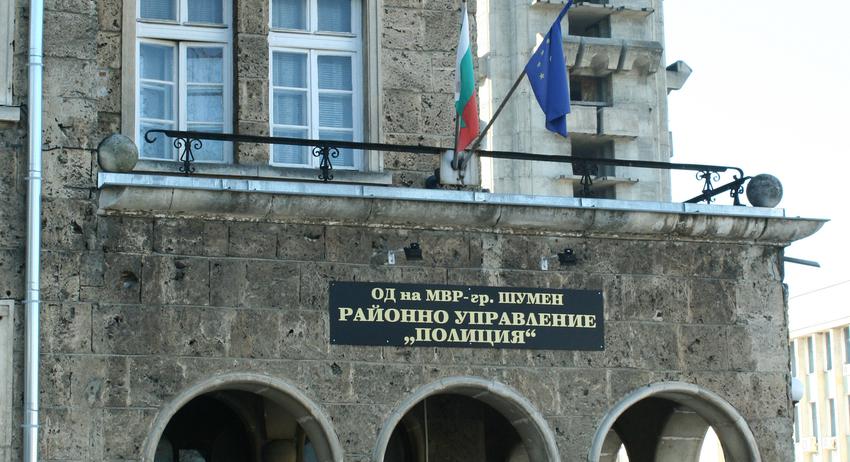 ОД на МВР-гр. ШУМЕН
РАЙОННО УПРАВЛЕНИЕ
„ПОЛИЦИЯ“